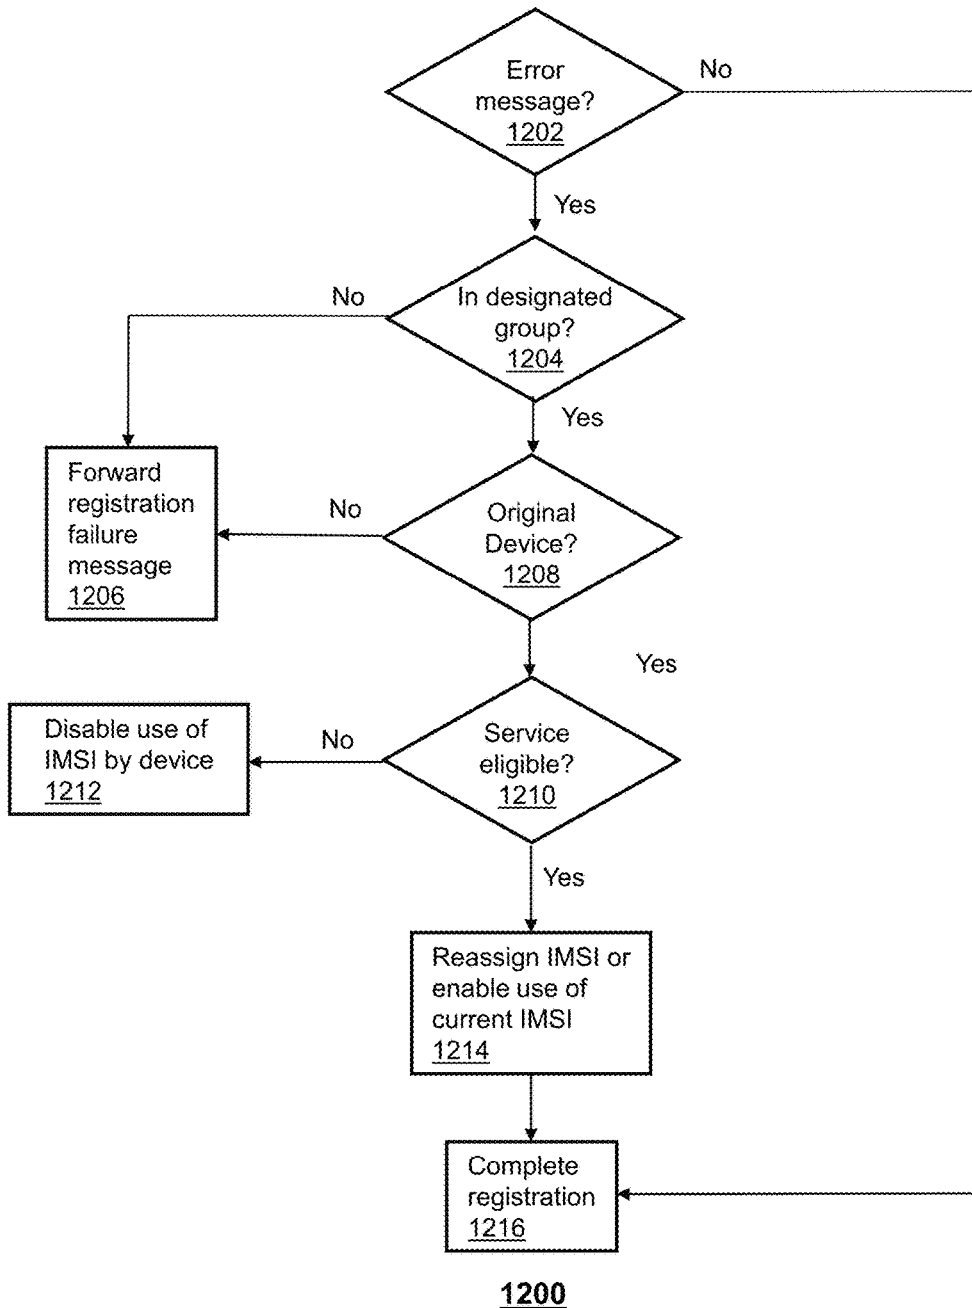 Error
message?
1202
No
Yes
In designated
group?
1204
No
Yes
Forward
registration
failure
message
1206
No
Original
Device?
1208
Yes
Disable use of
IMSI by device
1212
No
Service
eligible?
1210
Yes
Reassign IMSI or
enable use of
current IMSI
1214
Complete
registration
1216
1200